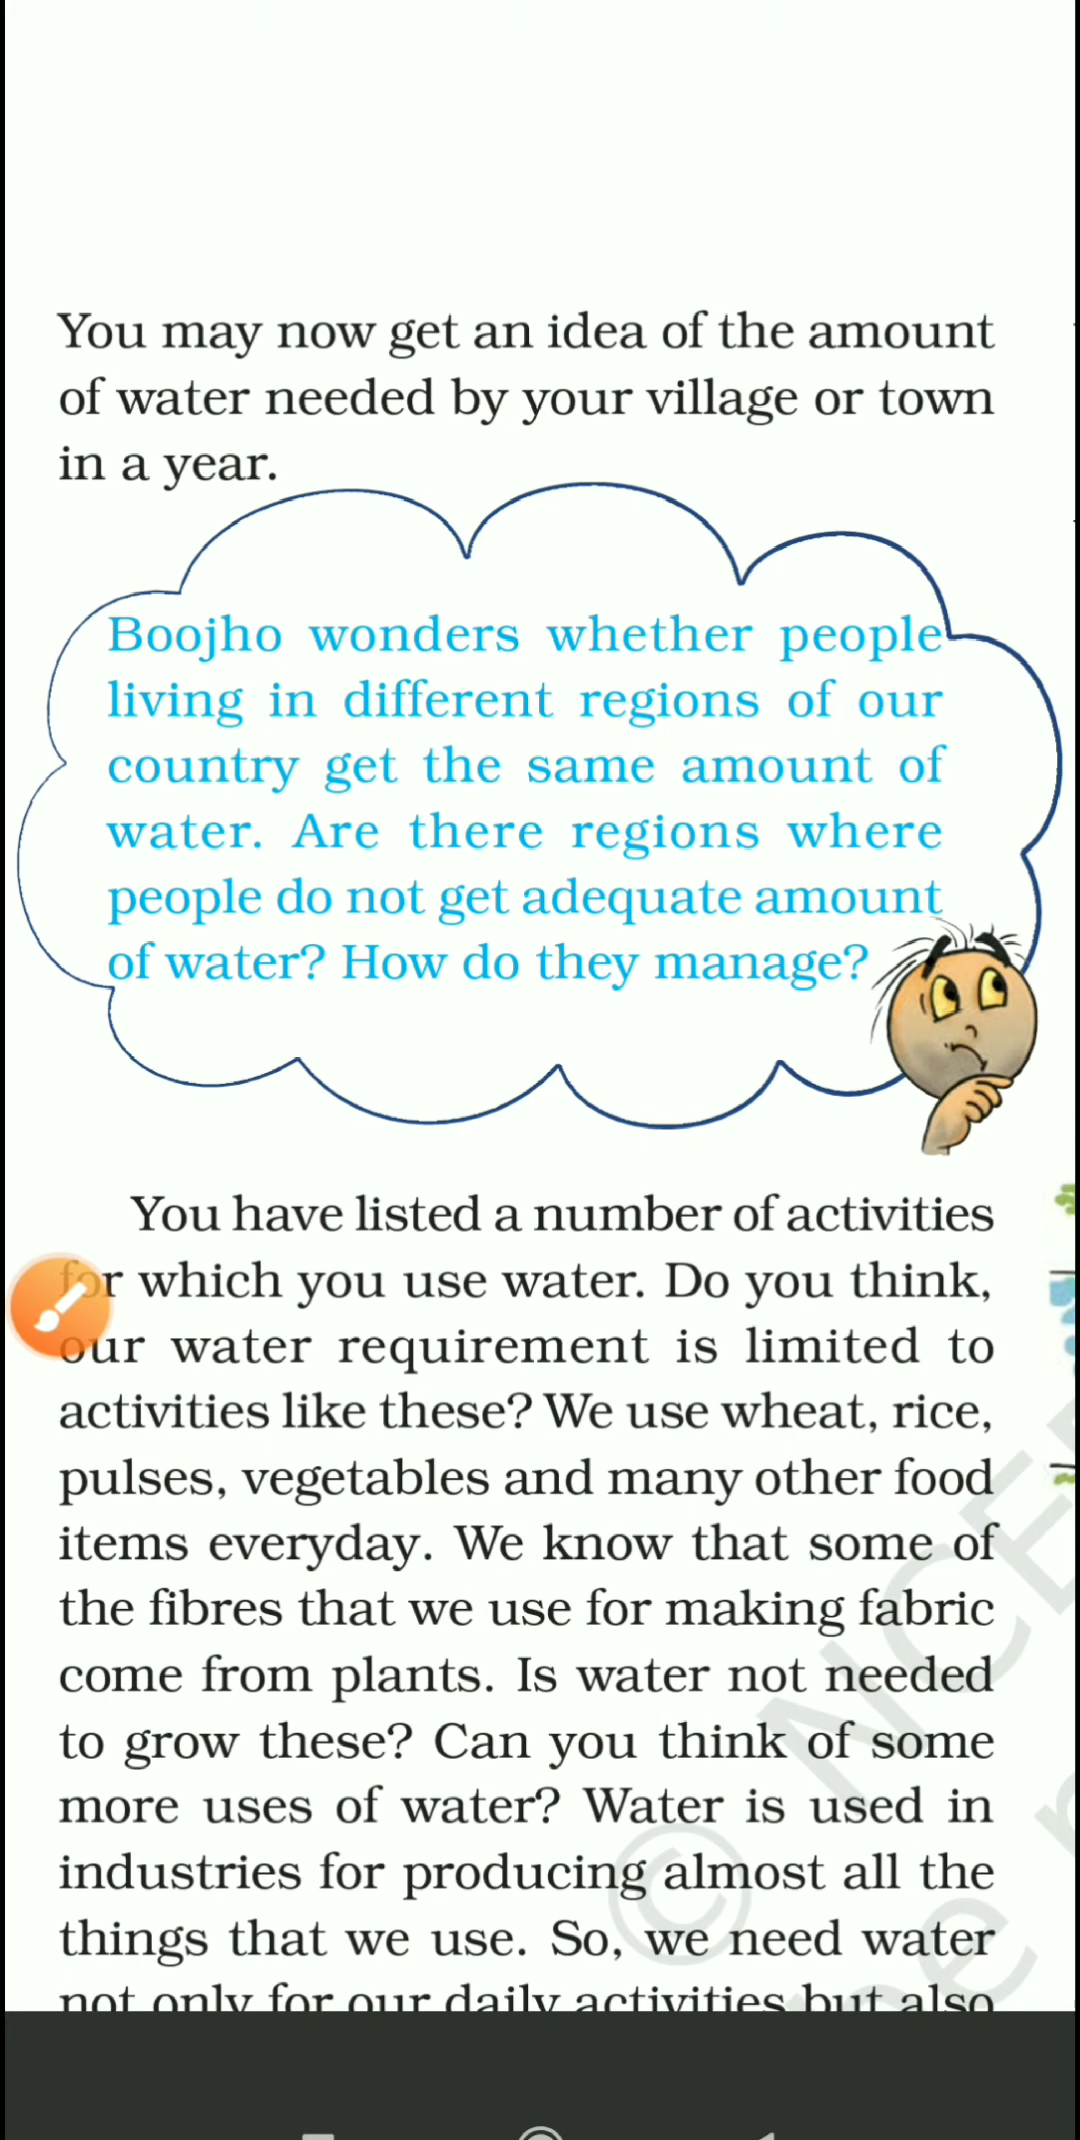 You may now get an idea of the amount
of water needed by your village or town
in a year.
Boojho wonders whether people
living in different regions of our
country get the same amount of
water. Are there regions where
people do not get adequate amount
of water? How do they manage?
You have listed a number of activities
for which you use water. Do you think,
our water requirement is limited to
activities like these? We use wheat, rice,
pulses, vegetables and many other food
items everyday. We know that some of
the fibres that we use for making fabric
come from plants. Is water not needed
to grow these? Can you think of some
more uses of water? Water is used in
industries for producing almost all the
things that we use. So, we need water
not only for our daily activities but also
© NCE